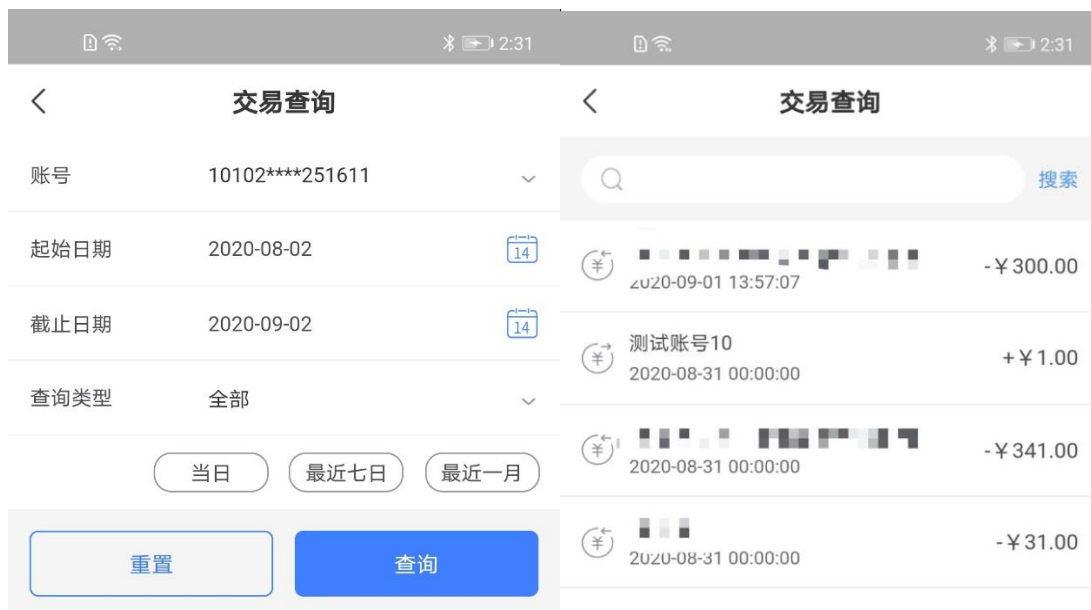 2:31
交易查询
账号 10102****251611
起始日期 2020-08-02 14
截止日期 2020-09-02 14
查询类型 全部
当日 最近七日 最近一月
重置 查询
2:31
交易查询
搜索
-￥300.00
2020-09-01 13:57:07
测试账号10
+￥1.00
2020-08-31 00:00:00
-￥341.00
2020-08-31 00:00:00
-￥31.00
2020-08-31 00:00:00